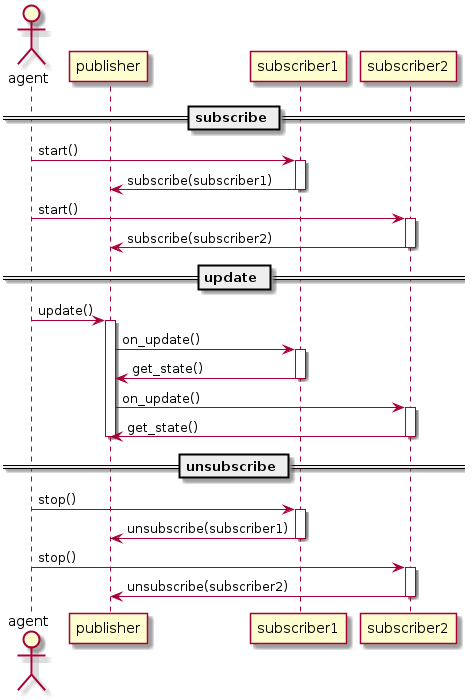 agent
publisher
subscriber1
subscriber2
subscribe
start()
subscribe(subscriber1)
start()
subscribe(subscriber2)
update
update()
on_update()
get_state()
on_update()
get_state()
unsubscribe
stop()
unsubscribe(subscriber1)
stop()
unsubscribe(subscriber2)
agent
publisher
subscriber1
subscriber2